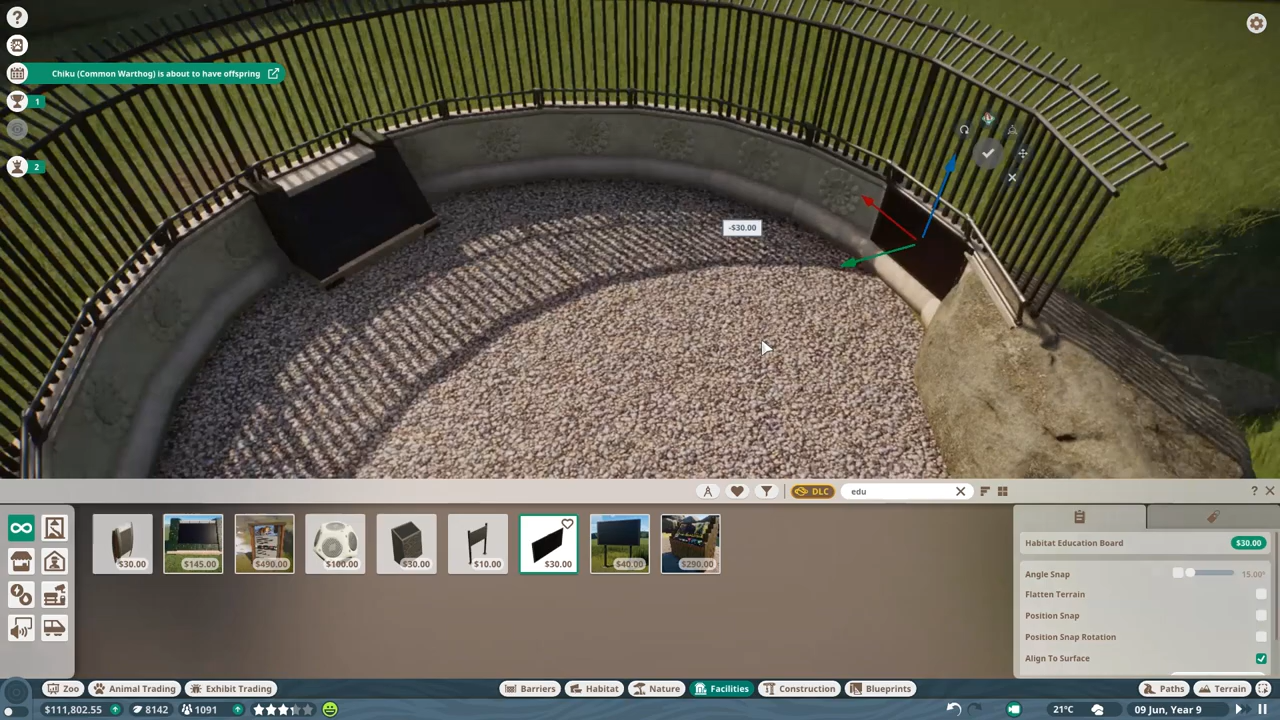 ?
Chiku (Common Warthog) is about to have offspring
1
2
-$30.00
DLC
edu
?
$30.00
$145.00
$490.00
$100.00
$30.00
$10.00
$30.00
$40.00
$290.00
Habitat Education Board
$30.00
Angle Snap
15.00°
Flatten Terrain
Position Snap
Position Snap Rotation
Align To Surface
Zoo
Animal Trading
Exhibit Trading
Barriers
Habitat
Nature
Facilities
Construction
Blueprints
Paths
Terrain
$111,802.55
8142
1091
21°C
09 Jun, Year 9